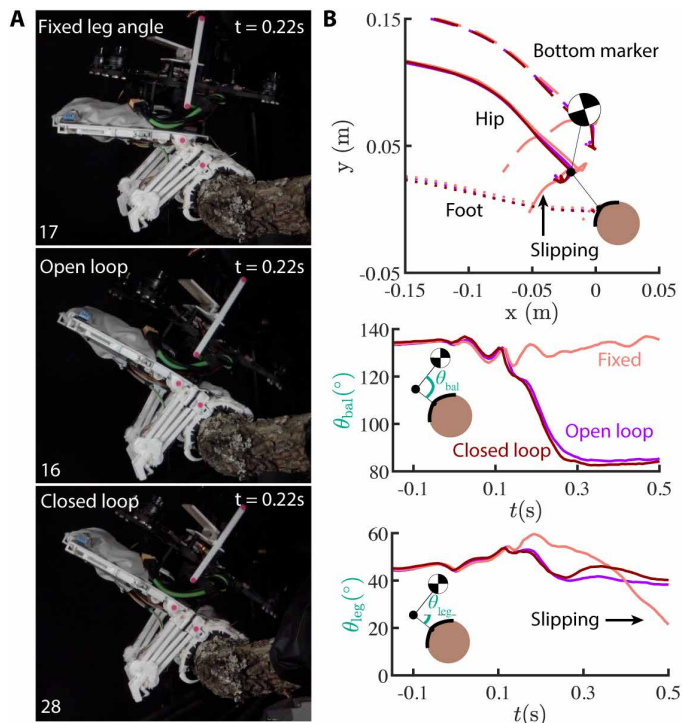 A
Fixed leg angle
t = 0.22s
17
Open loop
t = 0.22s
16
Closed loop
t = 0.22s
28
B
0.15
0.05
-0.05
y (m)
Bottom marker
Hip
Foot
Slipping
-0.15
-0.1
-0.05
0
0.05
x (m)
140
120
100
80
θbal(°)
θbal
Fixed
Open loop
Closed loop
-0.1
0.1
0.3
0.5
t(s)
60
40
20
0
θleg(°)
θleg
Slipping
-0.1
0.1
0.3
0.5
t(s)